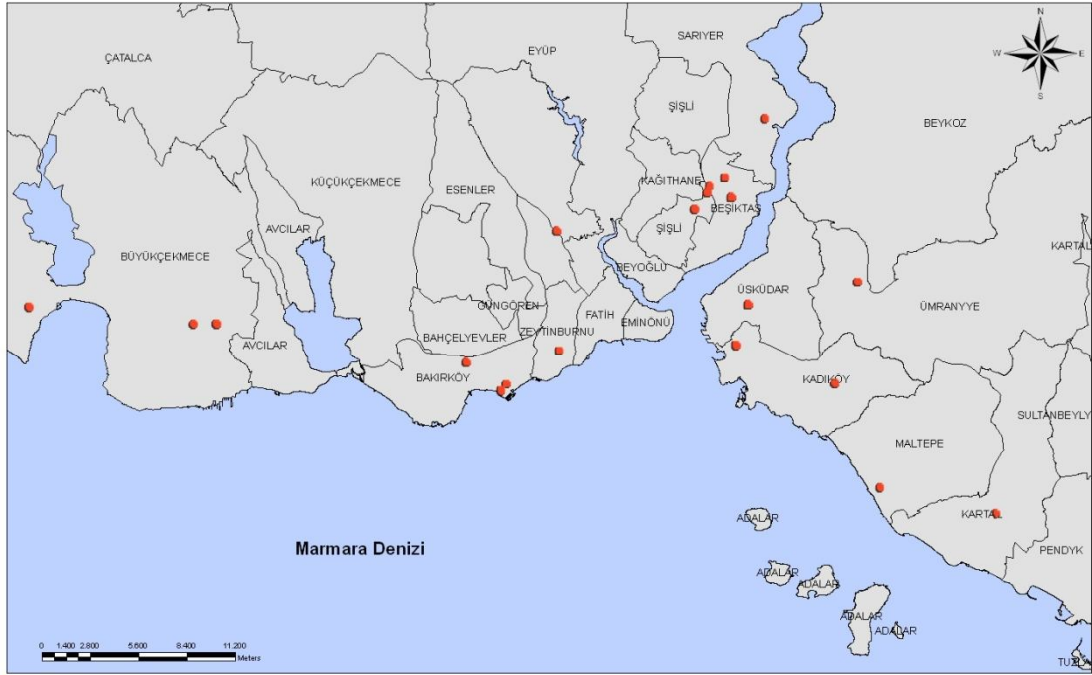 N
SARIYER
EYÜP
W E
ÇATALCA
S
ŞİŞLİ
BEYKOZ
KAĞITHANE
KÜÇÜKÇEKMECE
ESENLER
BEŞİKTAŞ
AVCILAR
ŞİŞLİ
KARTAL
BÜYÜKÇEKMECE
BEYOĞLU
ÜSKÜDAR
GÜNGÖREN
ÜMRANYYE
FATİH
EMİNÖNÜ
ZEYTİNBURNU
BAHÇELYEVLER
AVCILAR
BAKIRKÖY
KADIKÖY
SULTANBEYLY
MALTEPE
KARTAL
ADALAR
Marmara Denizi
PENDYK
ADALAR
ADALAR
ADALAR
ADALAR
0 1.400 2.800 5.600 8.400 11.200
Meters
TUZLA